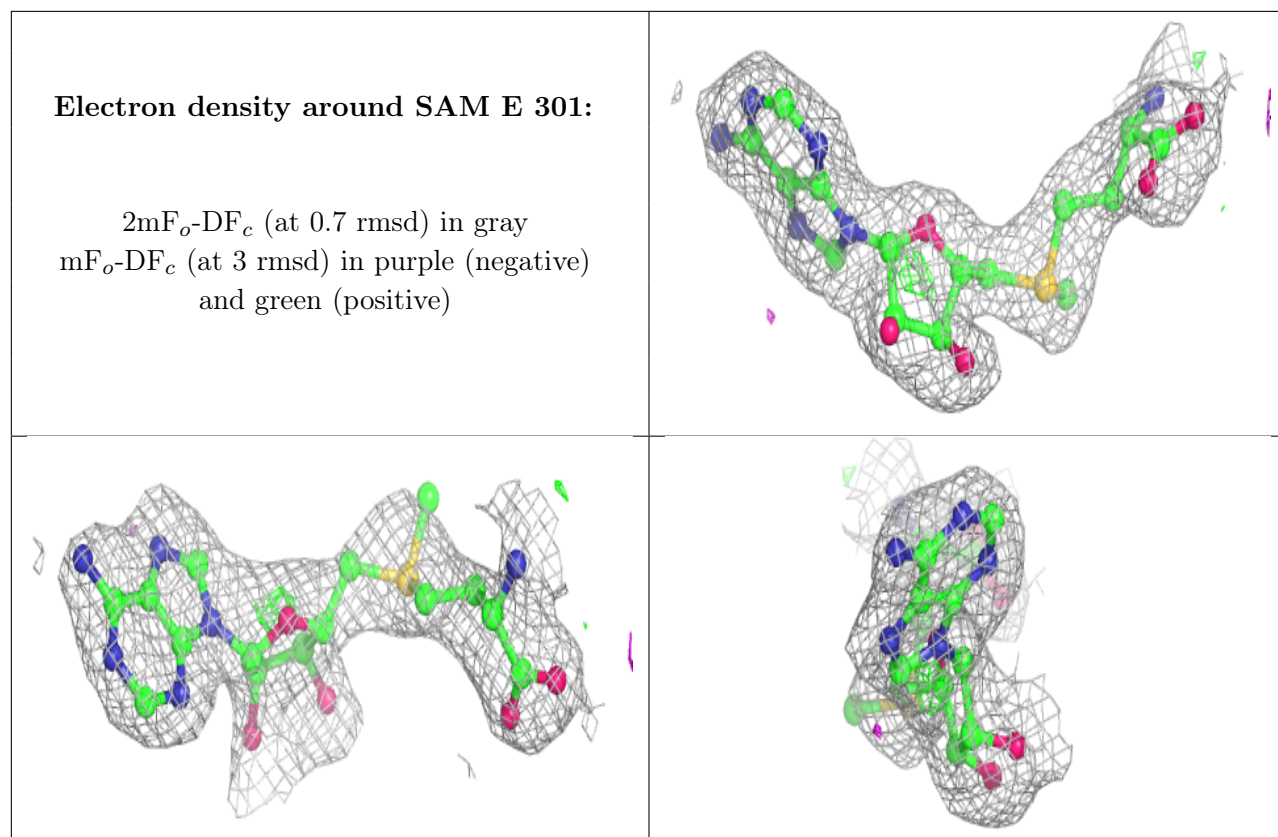 Electron density around SAM E 301:
2mFₒ-DF𝒸 (at 0.7 rmsd) in gray
mFₒ-DF𝒸 (at 3 rmsd) in purple (negative)
and green (positive)